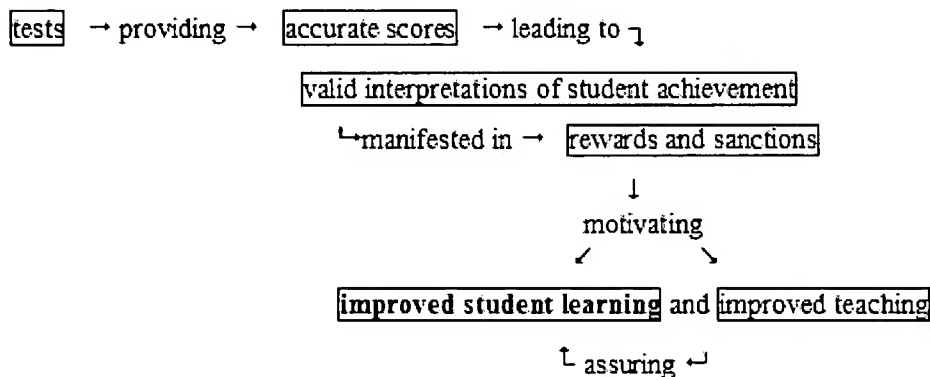 tests → providing → accurate scores → leading to ⤵
valid interpretations of student achievement
↳ manifested in → rewards and sanctions
↓
motivating
↙ ↘
improved student learning and improved teaching
↑ assuring ↵